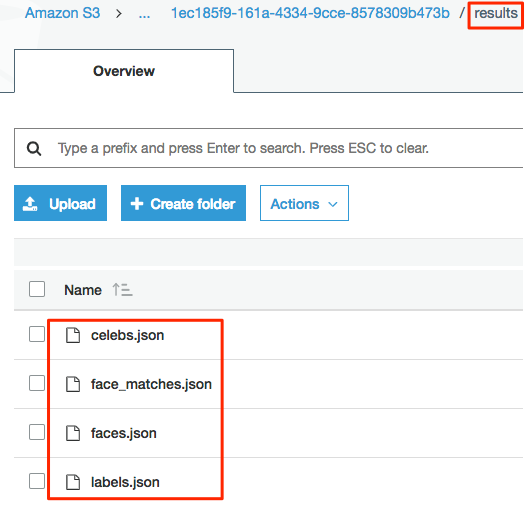 Amazon S3 > ... 1ec185f9-161a-4334-9cce-8578309b473b / results
Overview
Type a prefix and press Enter to search. Press ESC to clear.
Upload Create folder Actions
Name
celebs.json
face_matches.json
faces.json
labels.json